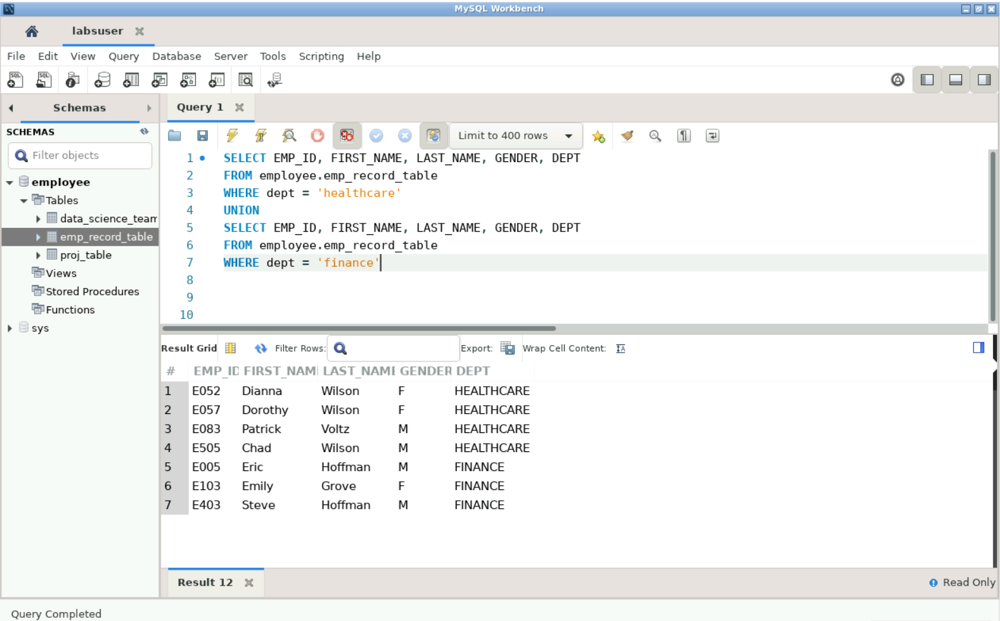 MySQL Workbench
labsuser
File Edit View Query Database Server Tools Scripting Help
Schemas
Query 1
SCHEMAS
Limit to 400 rows
Filter objects
employee
Tables
data_science_team
emp_record_table
proj_table
Views
Stored Procedures
Functions
sys
1 SELECT EMP_ID, FIRST_NAME, LAST_NAME, GENDER, DEPT
2 FROM employee.emp_record_table
3 WHERE dept = 'healthcare'
4 UNION
5 SELECT EMP_ID, FIRST_NAME, LAST_NAME, GENDER, DEPT
6 FROM employee.emp_record_table
7 WHERE dept = 'finance'
8
9
10
Result Grid Filter Rows: Export: Wrap Cell Content:
# EMP_ID FIRST_NAM LAST_NAME GENDER DEPT
1 E052 Dianna Wilson F HEALTHCARE
2 E057 Dorothy Wilson F HEALTHCARE
3 E083 Patrick Voltz M HEALTHCARE
4 E505 Chad Wilson M HEALTHCARE
5 E005 Eric Hoffman M FINANCE
6 E103 Emily Grove F FINANCE
7 E403 Steve Hoffman M FINANCE
Result 12
Read Only
Query Completed